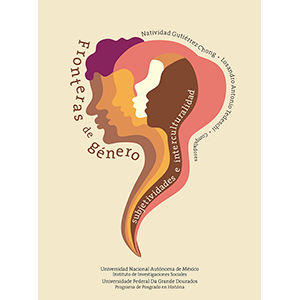 Fronteras de género
subjetividades e interculturalidad
Natividad Gutiérrez Chong • Losandro Antonio Tedeschi • Compiladores
Universidad Nacional Autónoma de México
Instituto de Investigaciones Sociales
Universidade Federal Da Grande Dourados
Programa de Posgrado en História